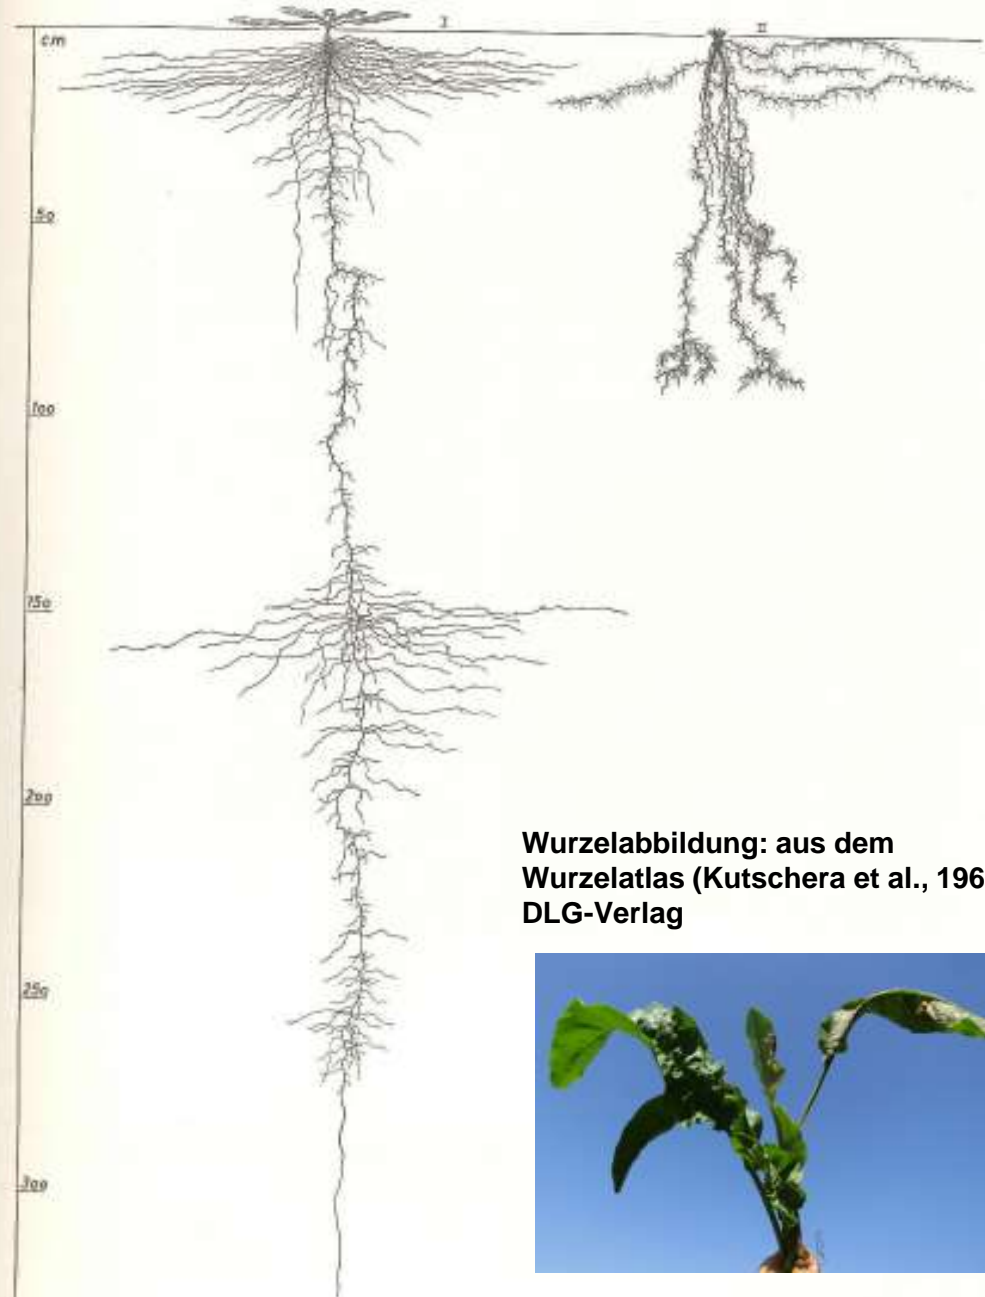 I
II
cm
50
100
150
200
Wurzelabbildung: aus dem
Wurzelatlas (Kutschera et al., 196
DLG-Verlag
250
300